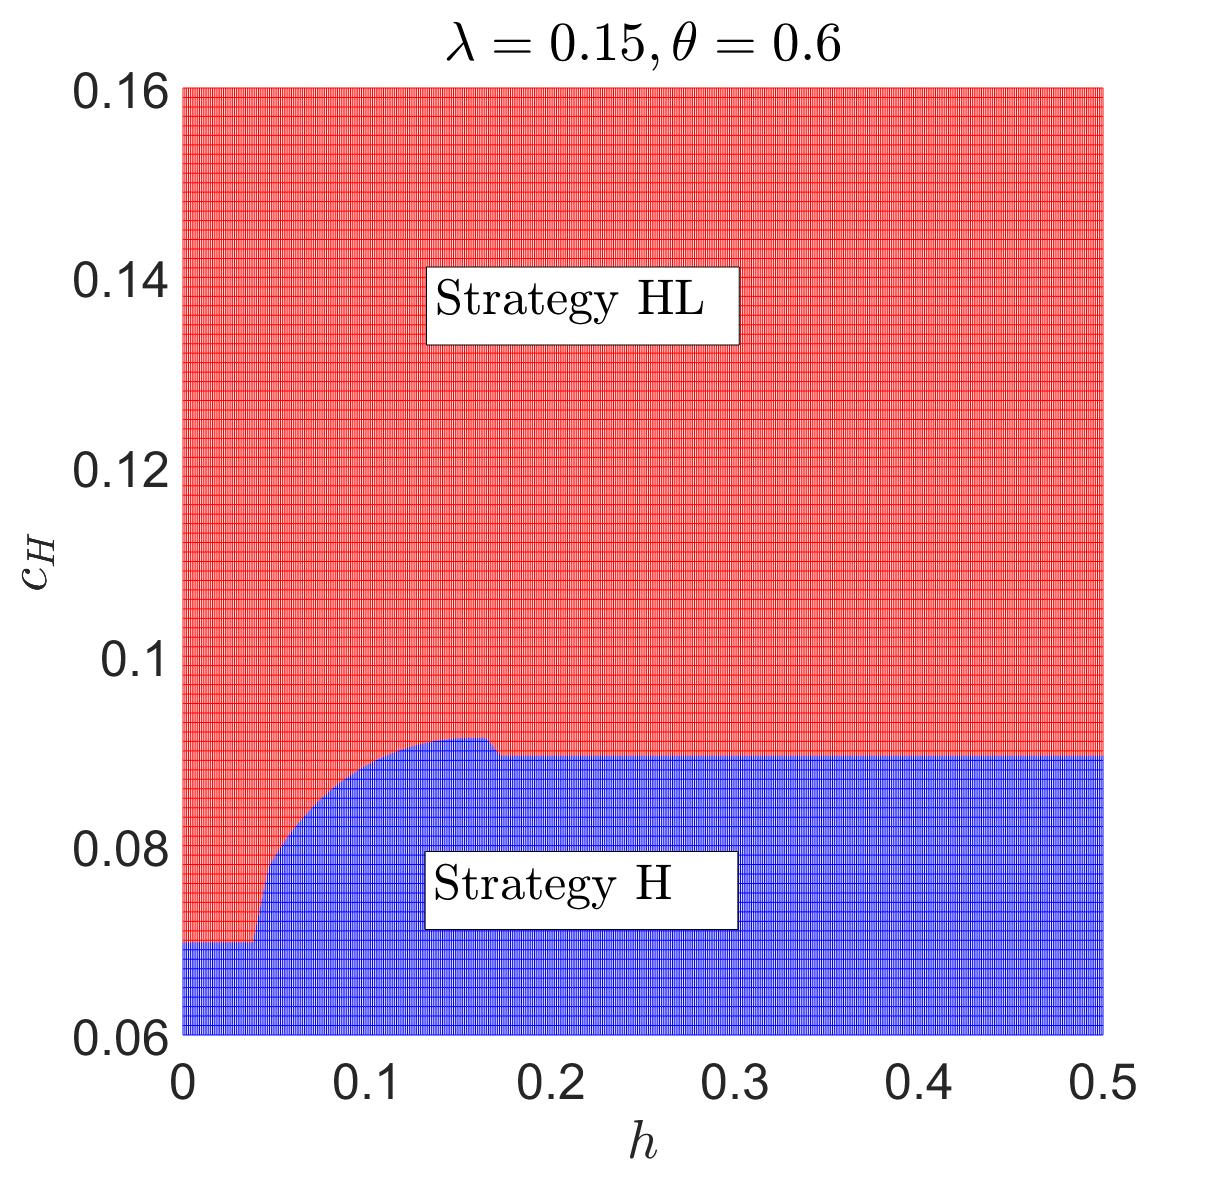 λ = 0.15, θ = 0.6
0.16
0.14
Strategy HL
0.12
c_H
0.1
0.08
Strategy H
0.06
0 0.1 0.2 0.3 0.4 0.5
h